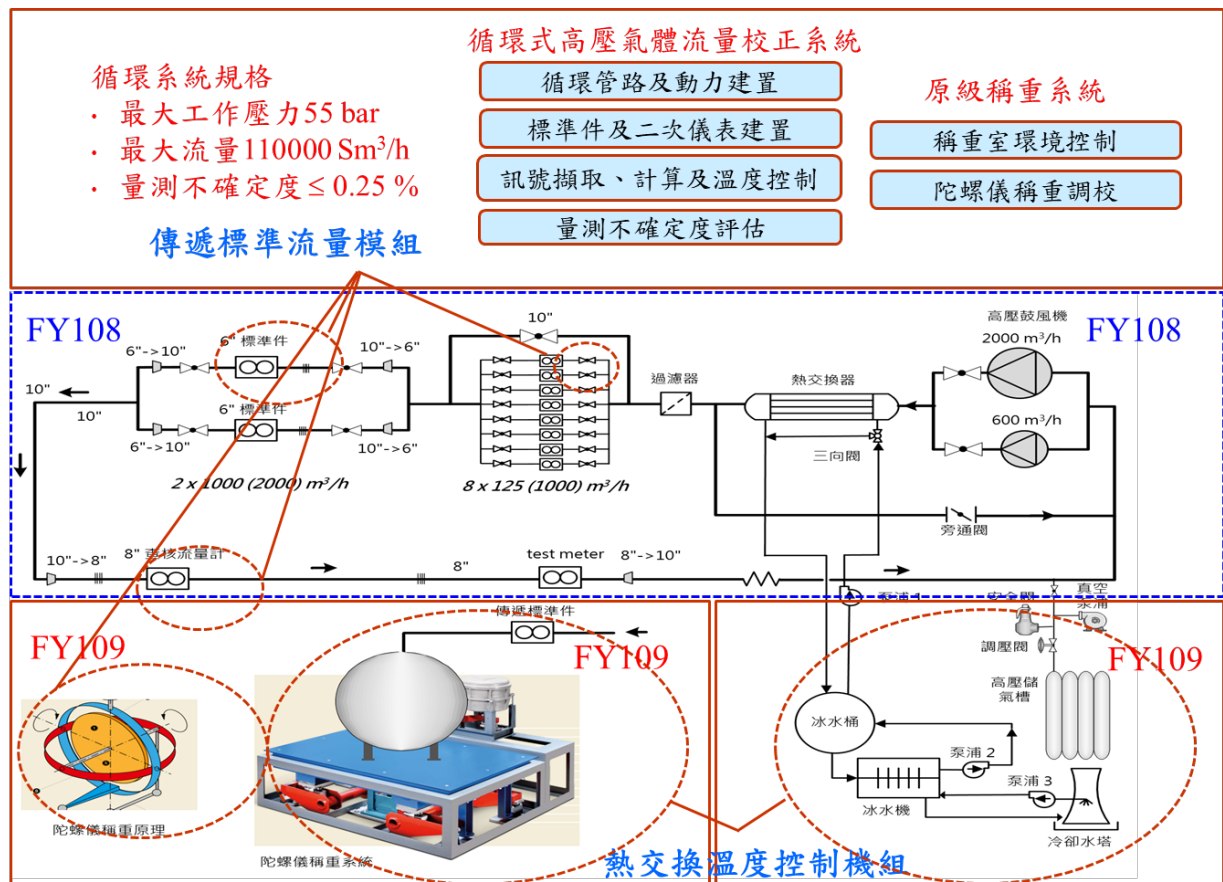 循環系統規格
· 最大工作壓力55 bar
· 最大流量110000 Sm³/h
· 量測不確定度 ≤ 0.25 %
傳遞標準流量模組
循環式高壓氣體流量校正系統
循環管路及動力建置
標準件及二次儀表建置
訊號擷取、計算及溫度控制
量測不確定度評估
原級稱重系統
稱重室環境控制
陀螺儀稱重調校
FY108
6"->10"
6" 標準件
10"->6"
10"
10"
6" 標準件
6"->10"
10"->6"
2 x 1000 (2000) m³/h
10"
8 x 125 (1000) m³/h
過濾器
熱交換器
三向閥
高壓鼓風機
2000 m³/h
FY108
600 m³/h
旁通閥
10"->8"
8" 查核流量計
8"
test meter
8"->10"
FY109
陀螺儀稱重原理
傳遞標準件
FY109
陀螺儀稱重系統
泵浦 1
安全閥
真空
泵浦
調壓閥
FY109
高壓儲
氣槽
冰水桶
泵浦 2
泵浦 3
冰水機
冷卻水塔
熱交換溫度控制機組